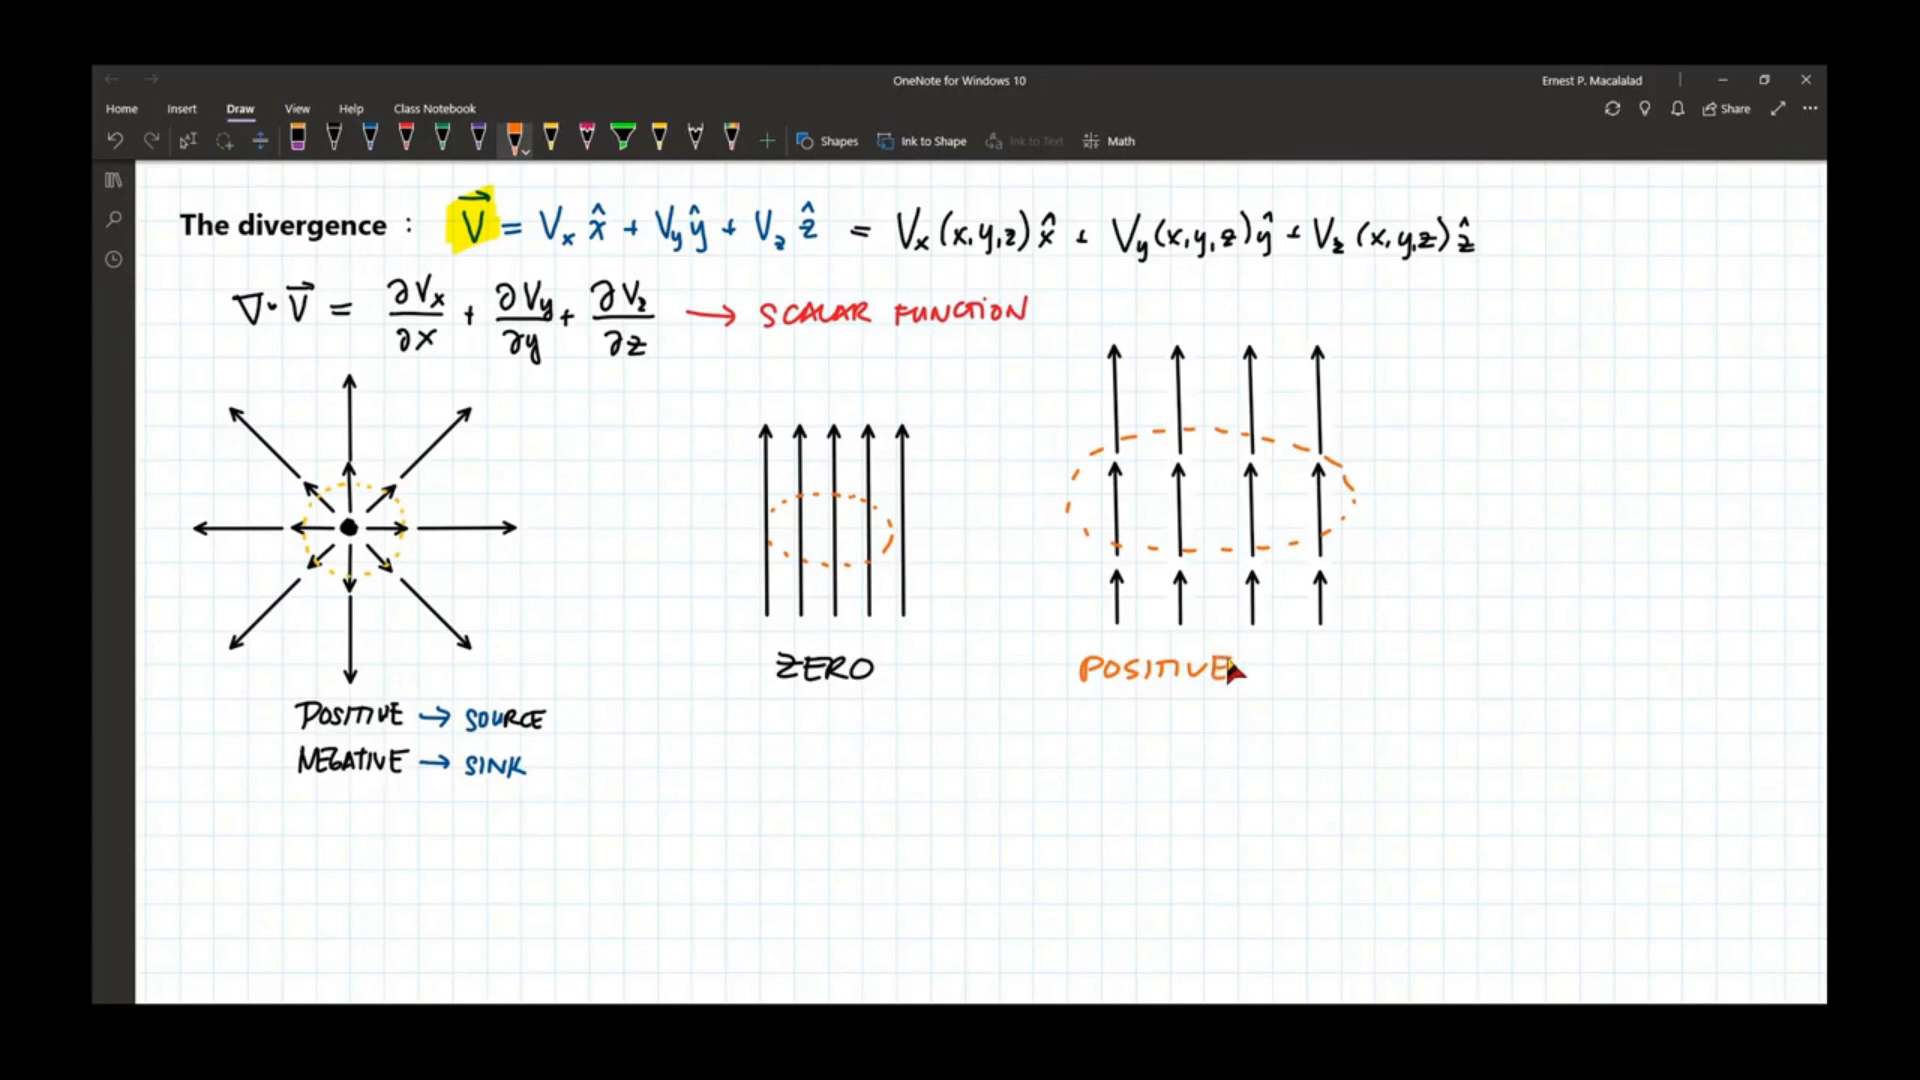 OneNote for Windows 10
Ernest P. Macalalad
Home Insert Draw View Help Class Notebook
Share
Shapes Ink to Shape Ink to Text Math
The divergence : V⃗ = Vₓ x̂ + Vᵧ ŷ + V_z ẑ = Vₓ (x,y,z) x̂ + Vᵧ (x,y,z) ŷ + V_z (x,y,z) ẑ
∇·V⃗ = ∂Vₓ/∂x + ∂Vᵧ/∂y + ∂V_z/∂z → SCALAR FUNCTION
ZERO
POSITIVE
POSITIVE → SOURCE
NEGATIVE → SINK